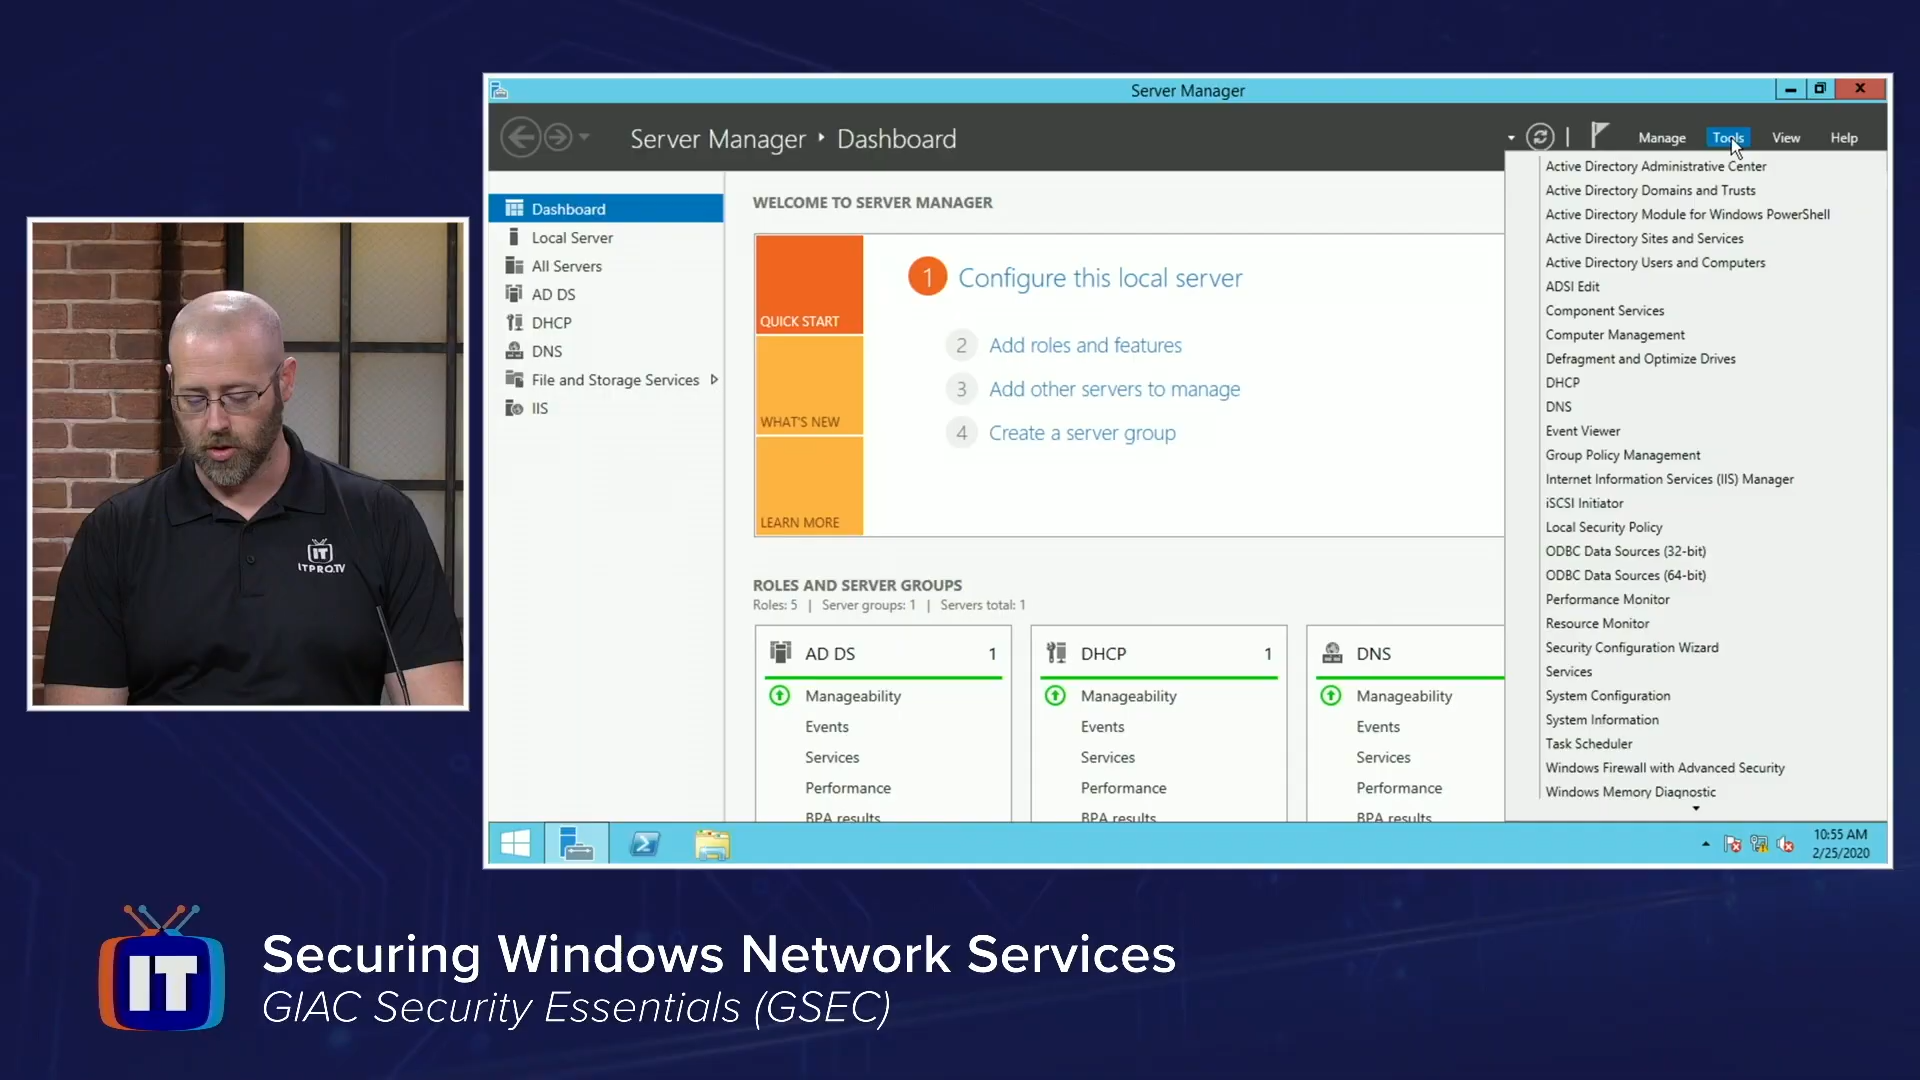 Server Manager
Server Manager
Dashboard
Manage
Tools
View
Help
Dashboard
Local Server
All Servers
AD DS
DHCP
DNS
File and Storage Services
IIS
WELCOME TO SERVER MANAGER
QUICK START
WHAT'S NEW
LEARN MORE
1 Configure this local server
2 Add roles and features
3 Add other servers to manage
4 Create a server group
ROLES AND SERVER GROUPS
Roles: 5 | Server groups: 1 | Servers total: 1
AD DS 1
Manageability
Events
Services
Performance
BPA results
DHCP 1
Manageability
Events
Services
Performance
BPA results
DNS
Manageability
Events
Services
Performance
BPA results
Active Directory Administrative Center
Active Directory Domains and Trusts
Active Directory Module for Windows PowerShell
Active Directory Sites and Services
Active Directory Users and Computers
ADSI Edit
Component Services
Computer Management
Defragment and Optimize Drives
DHCP
DNS
Event Viewer
Group Policy Management
Internet Information Services (IIS) Manager
iSCSI Initiator
Local Security Policy
ODBC Data Sources (32-bit)
ODBC Data Sources (64-bit)
Performance Monitor
Resource Monitor
Security Configuration Wizard
Services
System Configuration
System Information
Task Scheduler
Windows Firewall with Advanced Security
Windows Memory Diagnostic
10:55 AM
2/25/2020
IT
ITPRO.TV
IT
Securing Windows Network Services
GIAC Security Essentials (GSEC)